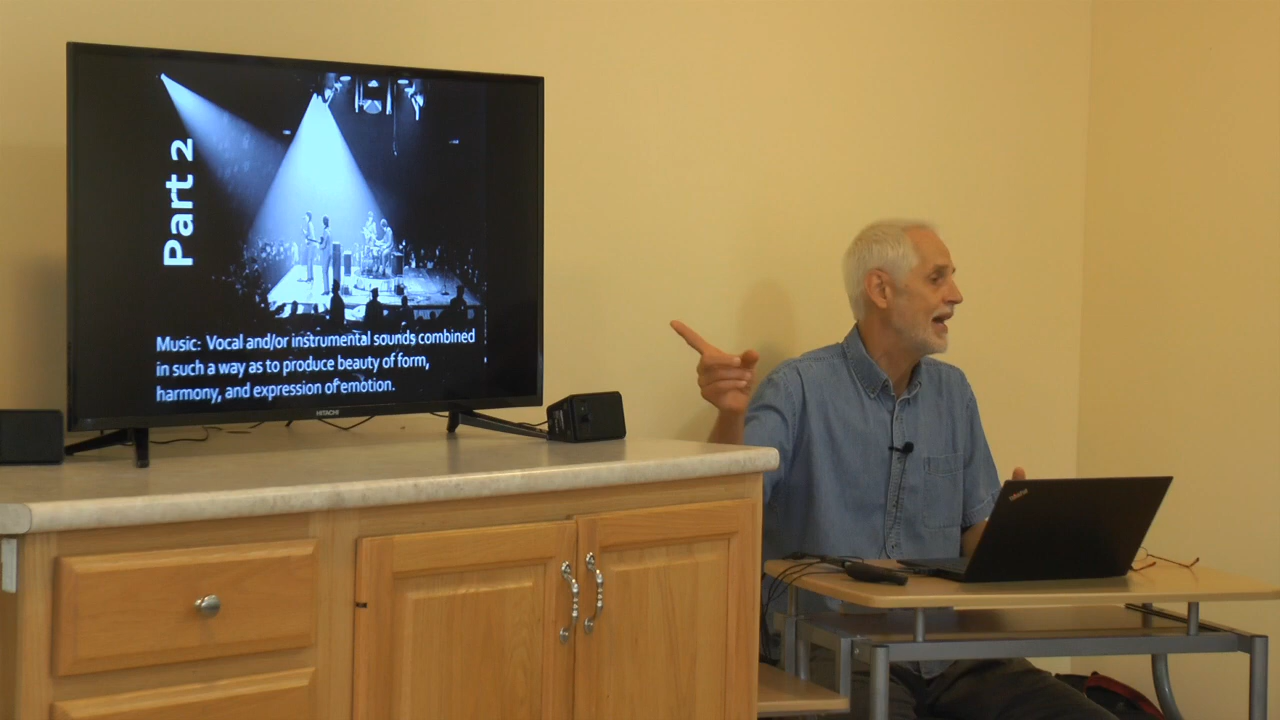 Part 2
Music: Vocal and/or instrumental sounds combined
in such a way as to produce beauty of form,
harmony, and expression of emotion.
HITACHI
ThinkPad